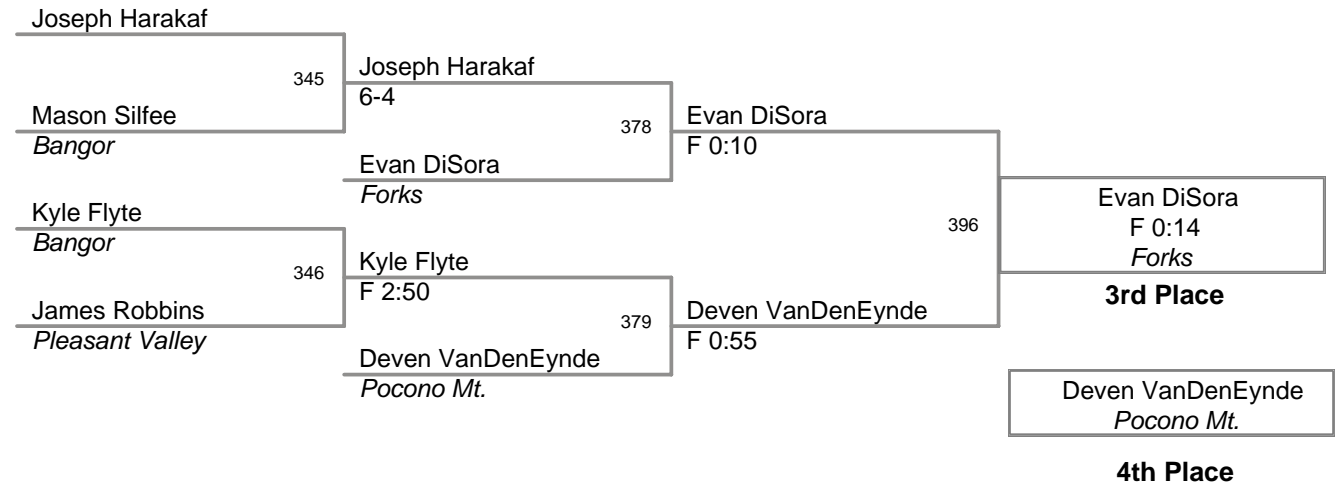 Joseph Harakaf
345
Joseph Harakaf
6-4
Mason Silfee
Bangor
378
Evan DiSora
F 0:10
Evan DiSora
Forks
Kyle Flyte
Bangor
396
Evan DiSora
F 0:14
Forks
3rd Place
346
Kyle Flyte
F 2:50
James Robbins
Pleasant Valley
379
Deven VanDenEynde
F 0:55
Deven VanDenEynde
Pocono Mt.
Deven VanDenEynde
Pocono Mt.
4th Place